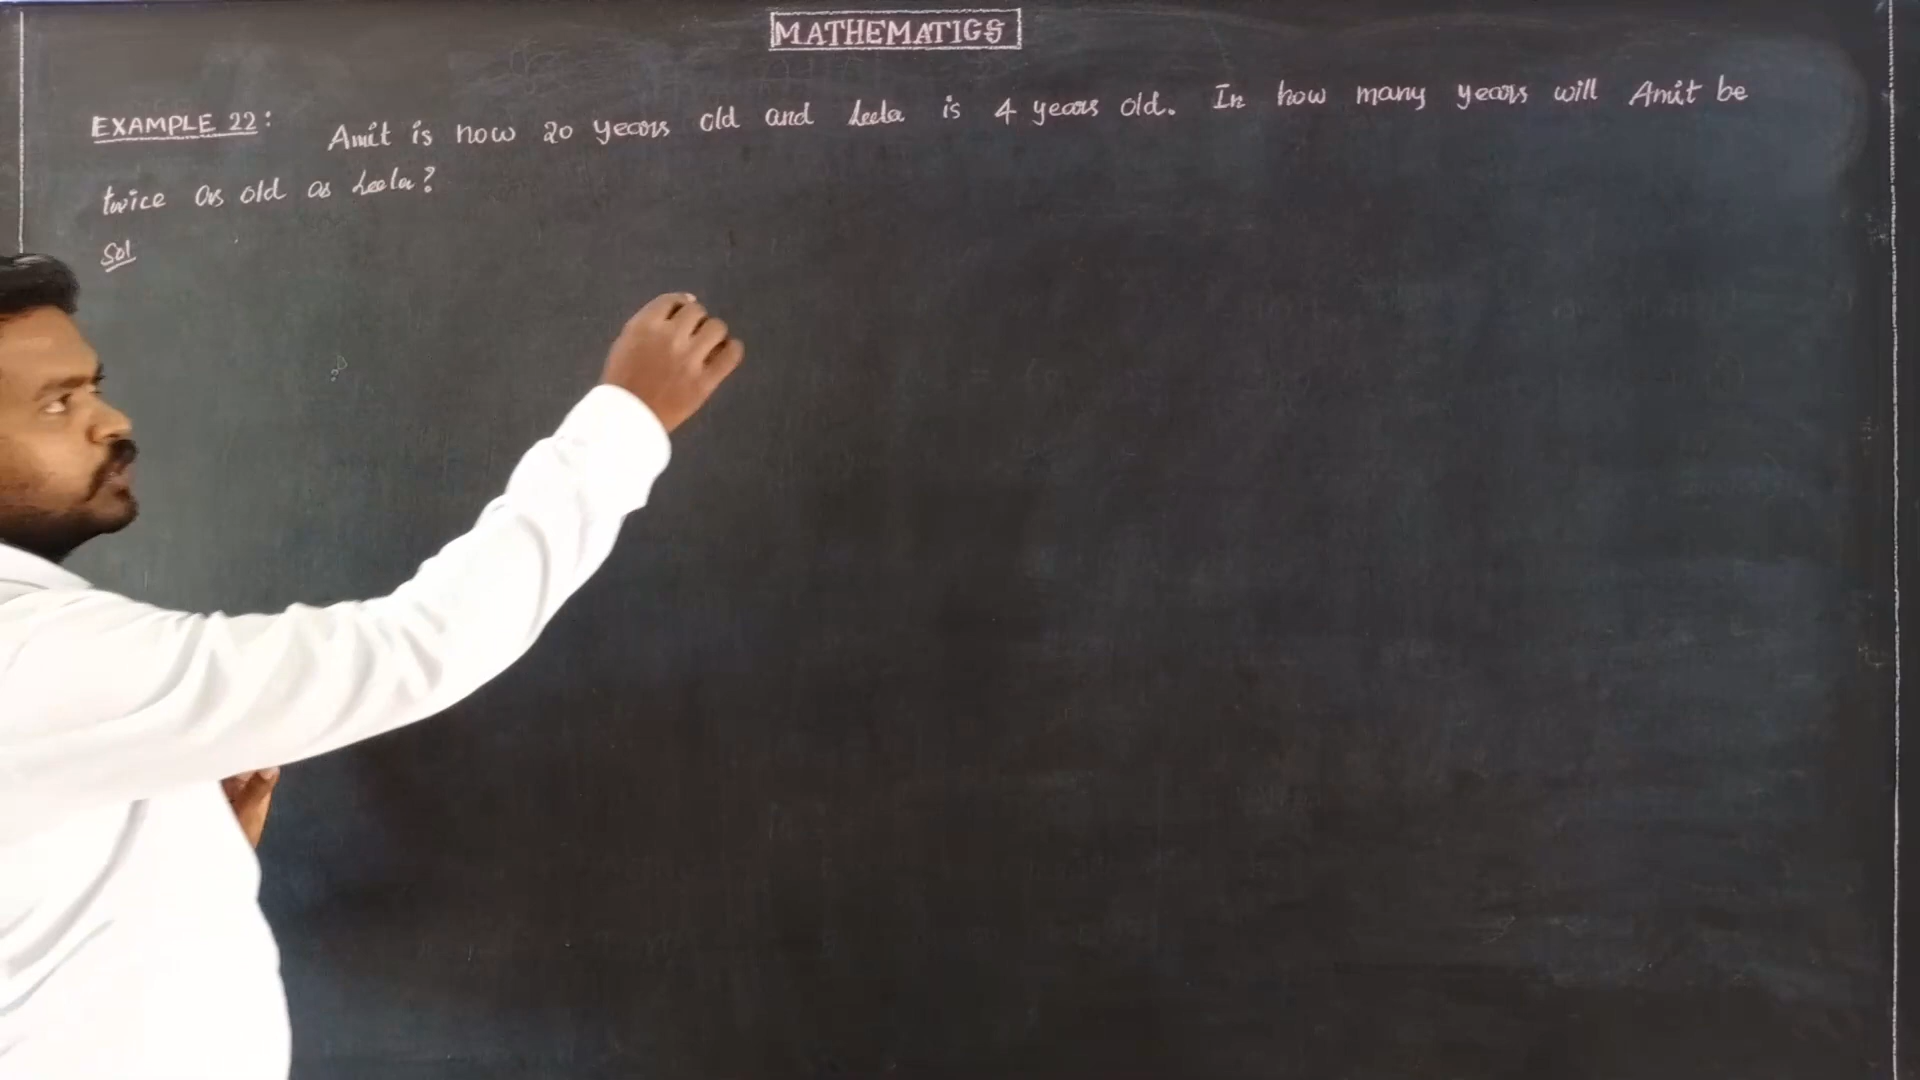 MATHEMATICS
EXAMPLE 22: Amit is now 20 years old and Leela is 4 years old. In how many years will Amit be
twice as old as Leela?
Sol